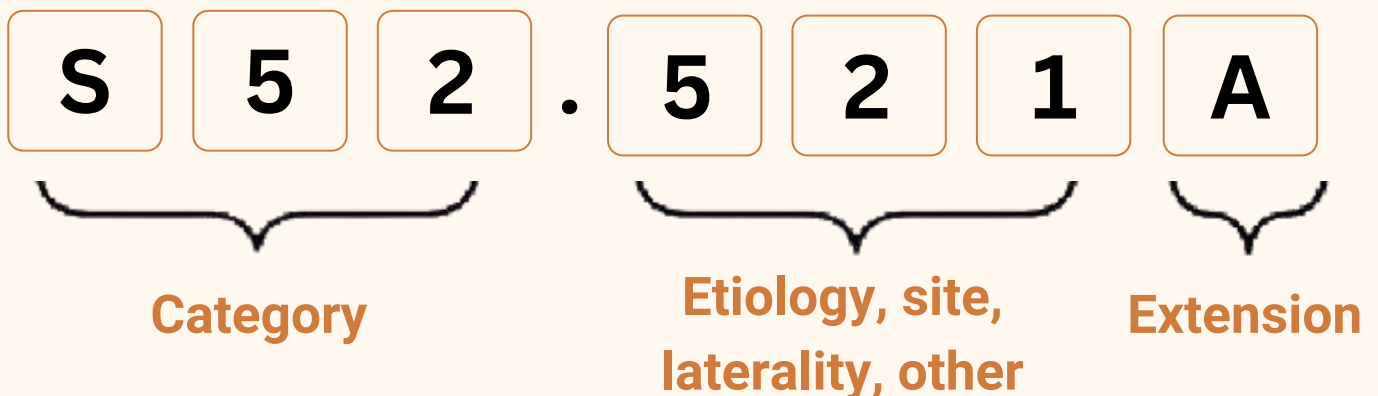 S 5 2 . 5 2 1 A
Category
Etiology, site,
laterality, other
Extension